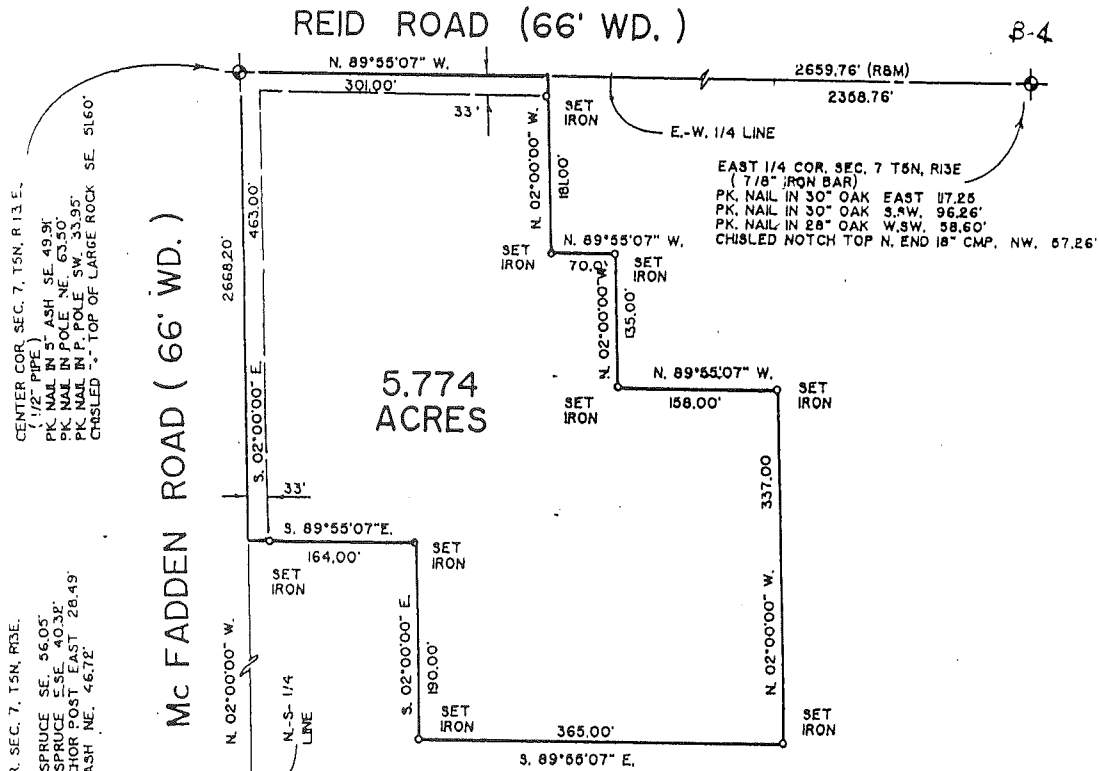 REID ROAD (66' WD.)
B-4
N. 89°55'07" W.
301.00'
33'
2659.76' (R&M)
2358.76'
SET
IRON
E.-W. 1/4 LINE
EAST 1/4 COR. SEC. 7 T5N, R13E
(7/8" IRON BAR)
PK. NAIL IN 30" OAK EAST 117.25
PK. NAIL IN 30" OAK S.SW. 96.26'
PK. NAIL IN 28" OAK W.SW. 58.60'
CHISLED NOTCH TOP N. END 18" CMP. NW. 67.26'
CENTER COR. SEC. 7, T5N, R 13 E.
(1/2" PIPE)
PK. NAIL IN 5" ASH SE. 49.91'
PK. NAIL IN POLE NE. 63.50'
PK. NAIL IN P. POLE SW. 33.95'
CHISLED "+" TOP OF LARGE ROCK SE 51.60'
Mc FADDEN ROAD (66' WD.)
2668.20'
463.00'
S. 02°00'00" E.
33'
N. 02°00'00" W.
181.00'
SET
IRON
N. 89°55'07" W.
70.0'
SET
IRON
N. 02°00'00" W.
135.00'
SET
IRON
N. 89°55'07" W.
158.00'
SET
IRON
5.774
ACRES
337.00
N. 02°00'00" W.
S. 89°55'07" E.
164.00'
SET
IRON
SET
IRON
S. 02°00'00" E.
190.00'
SET
IRON
365.00'
S. 89°56'07" E.
SET
IRON
N. 02°00'00" W.
N.-S- 1/4
LINE
R. SEC. 7, T5N, R13E.
SPRUCE SE. 56.05'
SPRUCE E.SE. 40.32'
CHOR POST EAST 28.49'
ASH NE. 46.72'